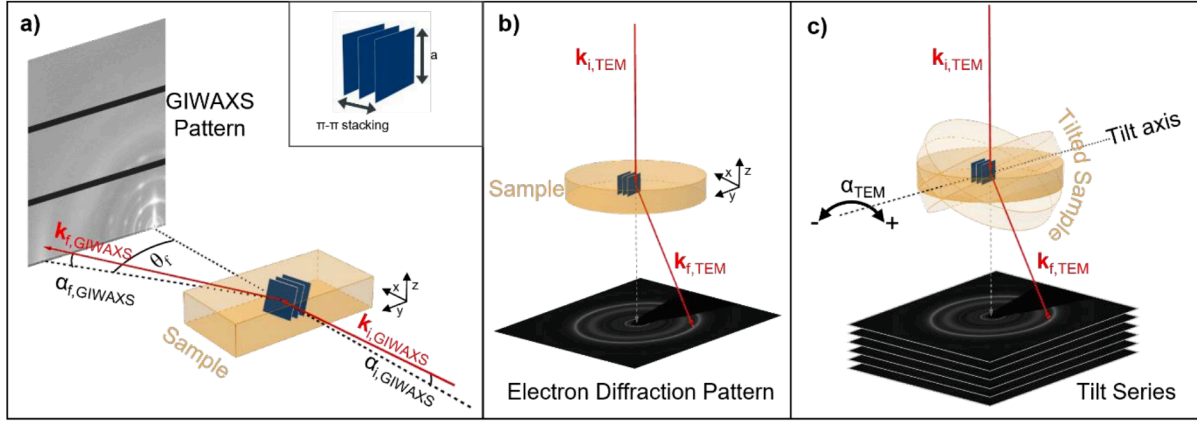 a)
GIWAXS
Pattern
a
π-π stacking
k_f,GIWAXS
θ_f
α_f,GIWAXS
x
z
y
Sample
k_i,GIWAXS
α_i,GIWAXS
b)
k_i,TEM
Sample
x
z
y
k_f,TEM
Electron Diffraction Pattern
c)
k_i,TEM
Tilt axis
Tilted Sample
α_TEM
-
+
k_f,TEM
Tilt Series